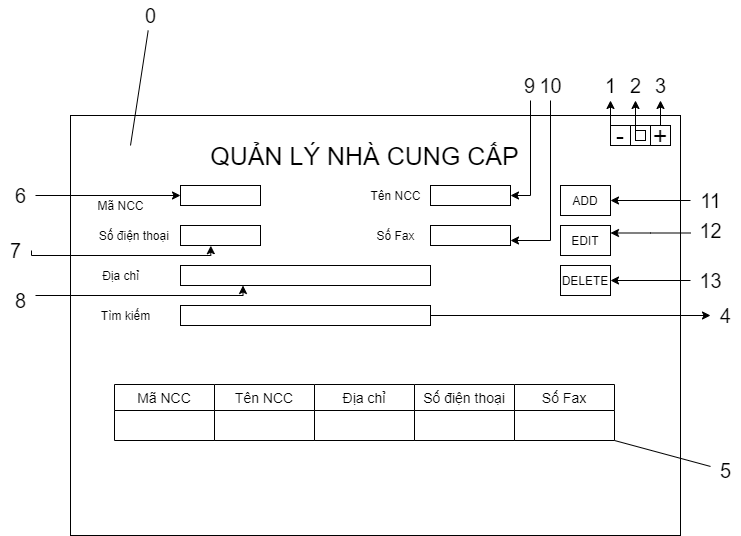 0
9 10 1 2 3
- □ +
QUẢN LÝ NHÀ CUNG CẤP
6 Mã NCC Tên NCC ADD 11
7 Số điện thoại Số Fax EDIT 12
8 Địa chỉ DELETE 13
Tìm kiếm 4
Mã NCC Tên NCC Địa chỉ Số điện thoại Số Fax
5